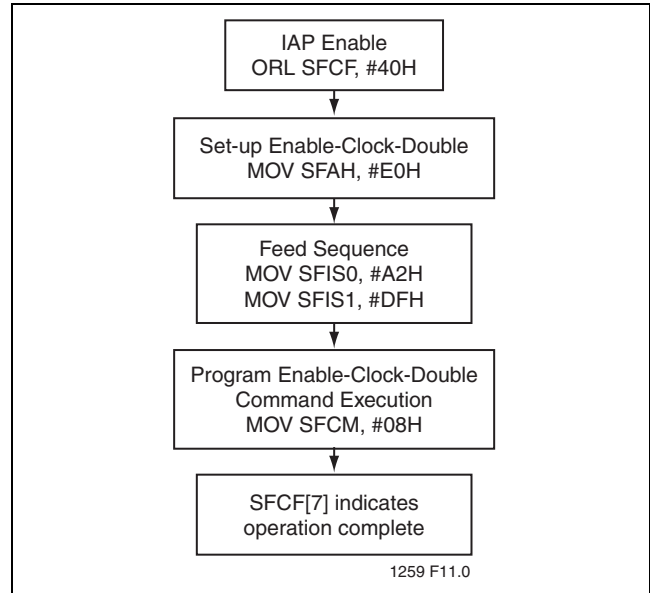 IAP Enable
ORL SFCF, #40H
Set-up Enable-Clock-Double
MOV SFAH, #E0H
Feed Sequence
MOV SFIS0, #A2H
MOV SFIS1, #DFH
Program Enable-Clock-Double
Command Execution
MOV SFCM, #08H
SFCF[7] indicates
operation complete
1259 F11.0